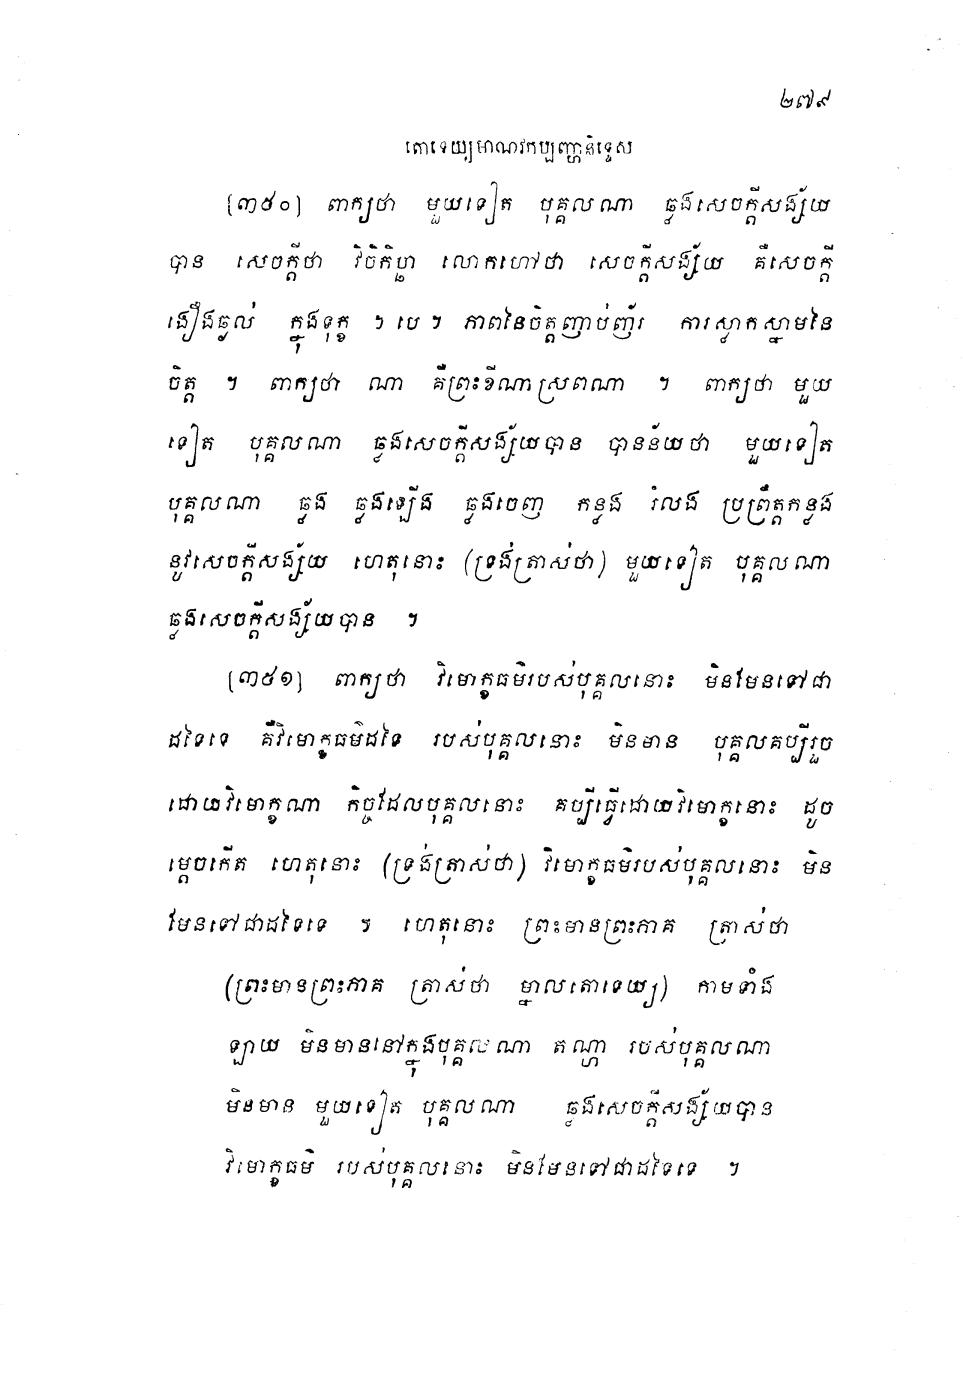 ២៧៩
តោទេយ្យមាណវកប្បញ្ហានិទ្ទេស
[៣៥០] ពាក្យថា មួយទៀត បុគ្គលណា ឆ្លងសេចក្តីសង្ស័យ
បាន សេចក្តីថា វិចិកិច្ឆា លោកហៅថា សេចក្តីសង្ស័យ គឺសេចក្តី
ងឿងឆ្ងល់ ក្នុងទុក្ខ ។ បេ ។ ភាពនៃចិត្តញាប់ញ័រ ការស្ទាក់ស្ទាមនៃ
ចិត្ត ។ ពាក្យថា ណា គឺព្រះខីណាស្រពណា ។ ពាក្យថា មួយ
ទៀត បុគ្គលណា ឆ្លងសេចក្តីសង្ស័យបាន បានន័យថា មួយទៀត
បុគ្គលណា ឆ្លង ឆ្លងឡើង ឆ្លងចេញ កន្លង រំលង ប្រព្រឹត្តកន្លង
នូវសេចក្តីសង្ស័យ ហេតុនោះ (ទ្រង់ត្រាស់ថា) មួយទៀត បុគ្គលណា
ឆ្លងសេចក្តីសង្ស័យបាន ។
[៣៥១] ពាក្យថា វិមោក្ខធម៌របស់បុគ្គលនោះ មិនមែនទៅជា
ដទៃទេ គឺវិមោក្ខធម៌ដទៃ របស់បុគ្គលនោះ មិនមាន បុគ្គលគប្បីរួច
ដោយវិមោក្ខណា កិច្ចដែលបុគ្គលនោះ គប្បីធ្វើដោយវិមោក្ខនោះ ដូច
ម្តេចកើត ហេតុនោះ (ទ្រង់ត្រាស់ថា) វិមោក្ខធម៌របស់បុគ្គលនោះ មិន
មែនទៅជាដទៃទេ ។ ហេតុនោះ ព្រះមានព្រះភាគ ត្រាស់ថា
(ព្រះមានព្រះភាគ ត្រាស់ថា ម្នាលតោទេយ្យ) កាមទាំង
ឡាយ មិនមាននៅក្នុងបុគ្គលណា តណ្ហា របស់បុគ្គលណា
មិនមាន មួយទៀត បុគ្គលណា ឆ្លងសេចក្តីសង្ស័យបាន
វិមោក្ខធម៌ របស់បុគ្គលនោះ មិនមែនទៅជាដទៃទេ ។